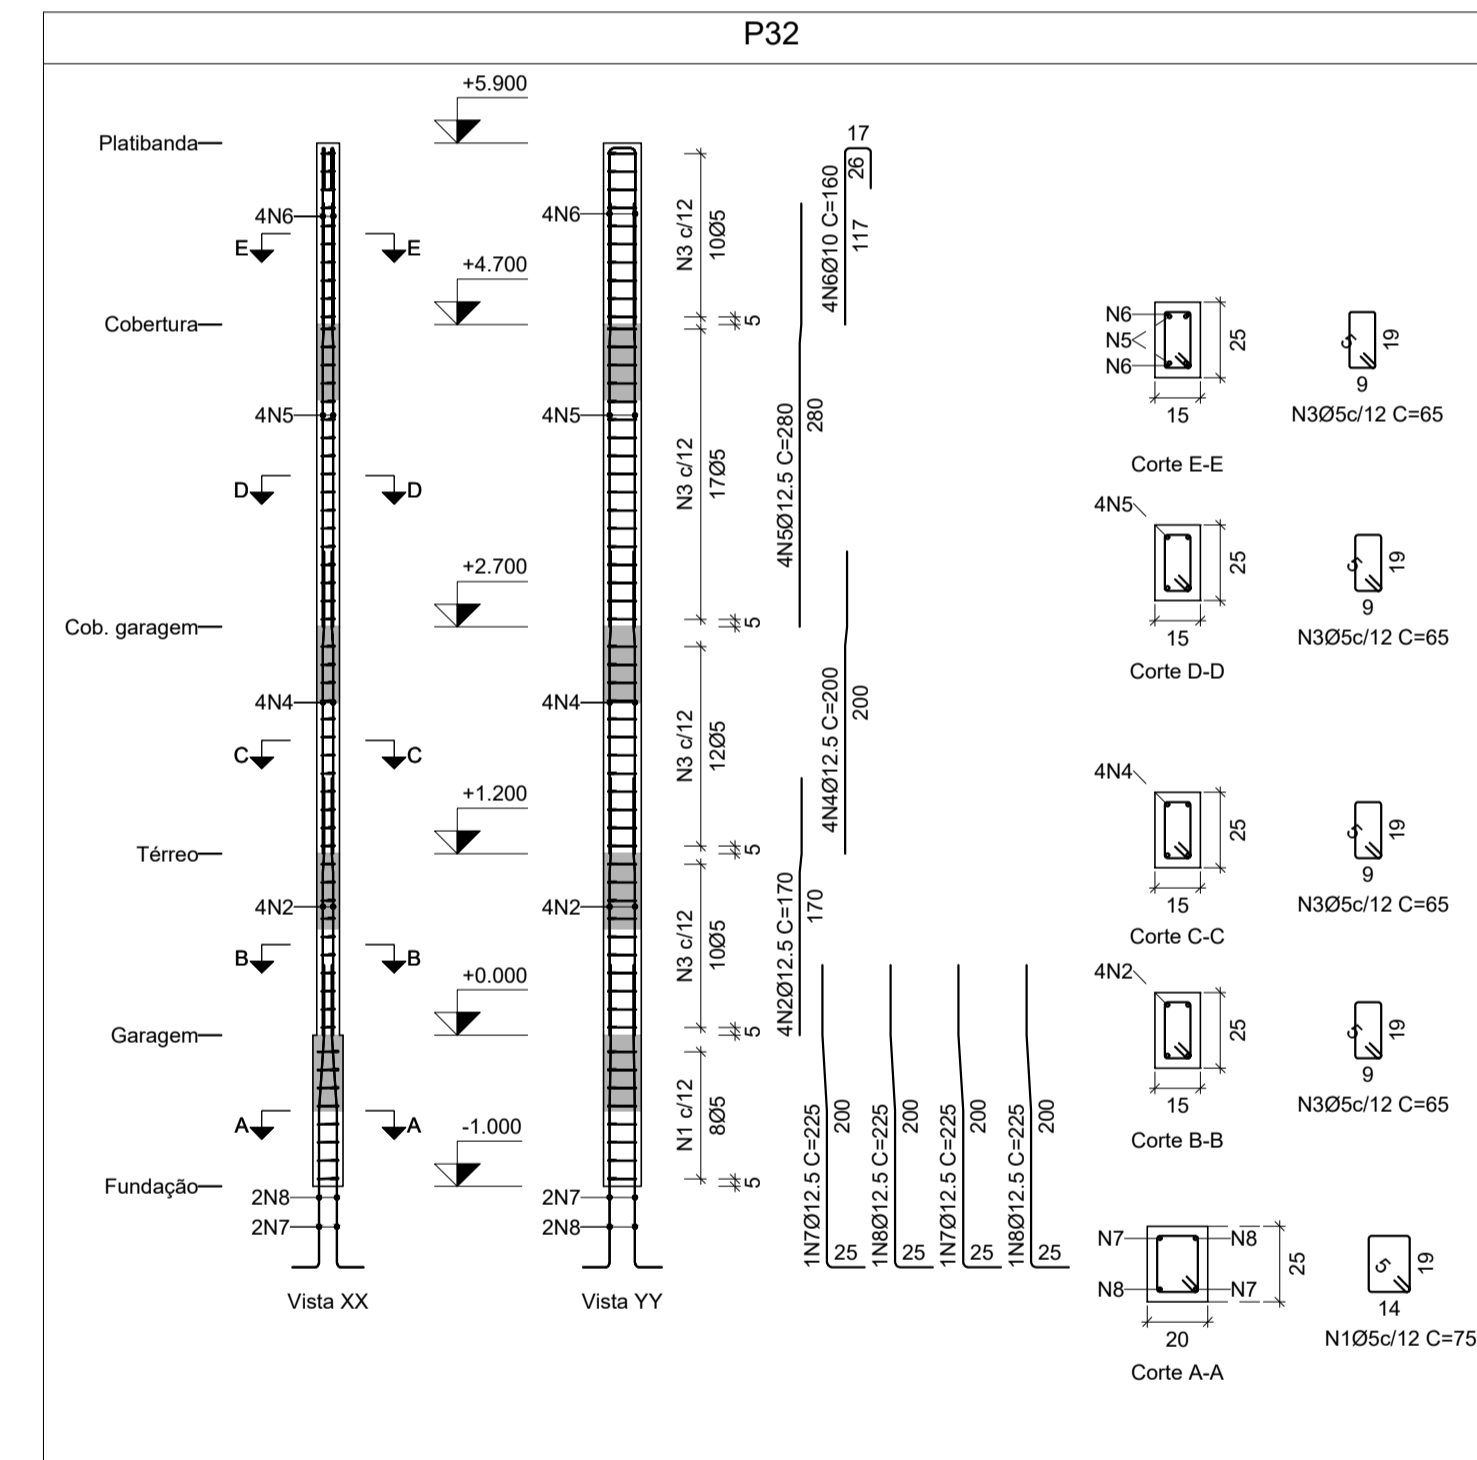 P32
+5.900
Platibanda
17
26
4N6
4N6
N3 c/12
10Ø5
4N6Ø10 C=160
117
E
E
+4.700
Cobertura
5
N6
N5
N6
25
15
Corte E-E
5
19
9
N3Ø5c/12 C=65
4N5
4N5
N3 c/12
17Ø5
4N5Ø12.5 C=280
280
D
D
4N5
25
15
Corte D-D
5
19
9
N3Ø5c/12 C=65
+2.700
Cob. garagem
5
4N4
4N4
N3 c/12
12Ø5
4N4Ø12.5 C=200
200
C
C
4N4
25
15
Corte C-C
5
19
9
N3Ø5c/12 C=65
+1.200
Térreo
5
4N2
4N2
N3 c/12
10Ø5
4N2Ø12.5 C=170
170
B
B
4N2
25
15
Corte B-B
5
19
9
N3Ø5c/12 C=65
+0.000
Garagem
5
N1 c/12
8Ø5
A
A
-1.000
Fundação
5
2N8
2N7
2N7
2N8
1N7Ø12.5 C=225
200
25
1N8Ø12.5 C=225
200
25
1N7Ø12.5 C=225
200
25
1N8Ø12.5 C=225
200
25
N7
N8
N8
N7
25
20
Corte A-A
5
19
14
N1Ø5c/12 C=75
Vista XX
Vista YY